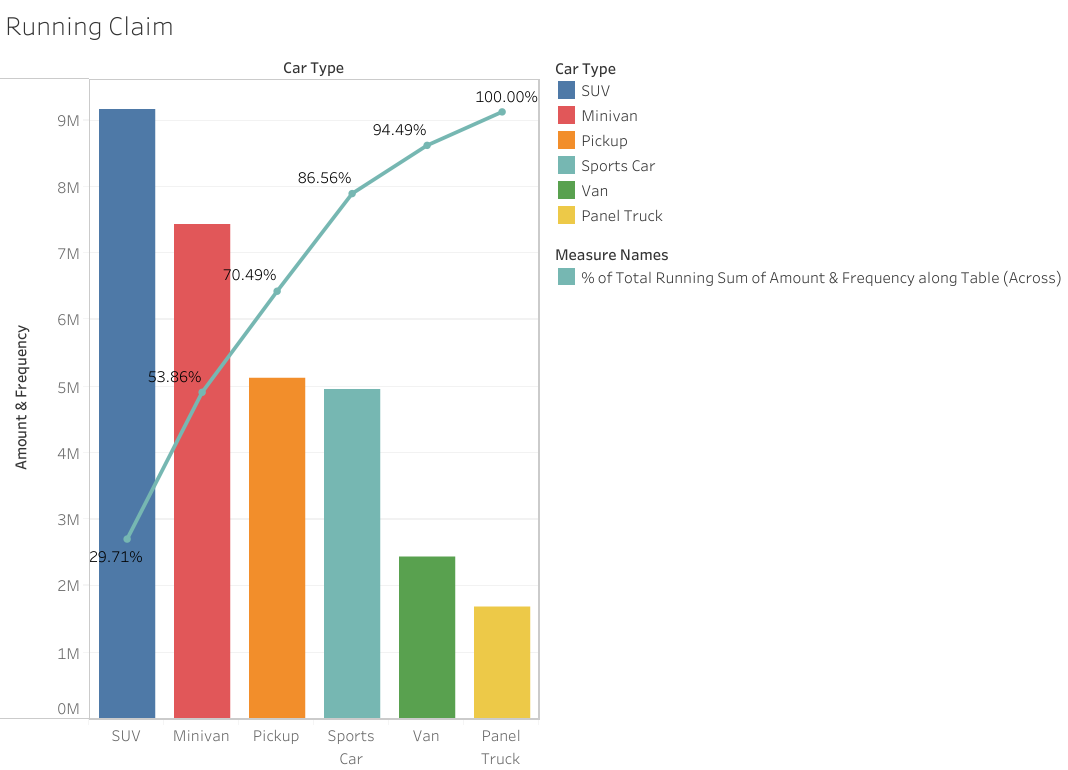 Running Claim
Car Type
Amount & Frequency
9M
8M
7M
6M
5M
4M
3M
2M
1M
0M
29.71%
53.86%
70.49%
86.56%
94.49%
100.00%
SUV
Minivan
Pickup
Sports
Car
Van
Panel
Truck
Car Type
SUV
Minivan
Pickup
Sports Car
Van
Panel Truck
Measure Names
% of Total Running Sum of Amount & Frequency along Table (Across)